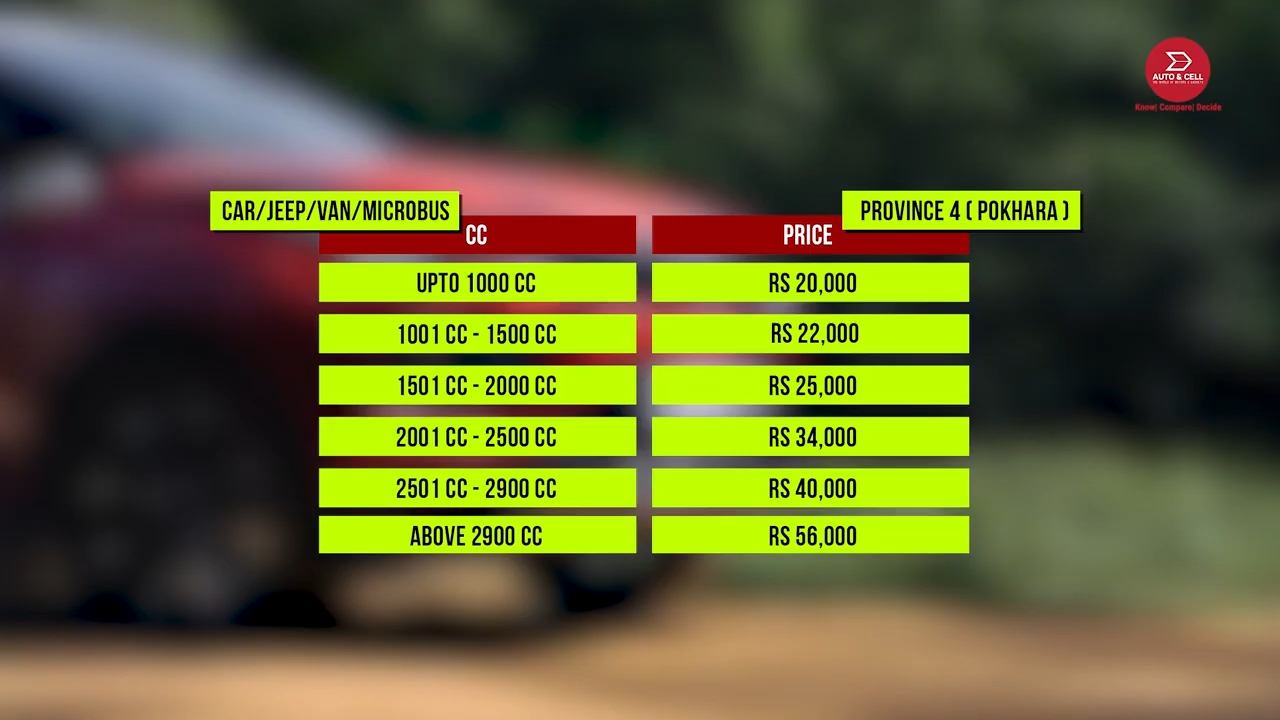 AUTO & CELL
Know| Compare| Decide
CAR/JEEP/VAN/MICROBUS
PROVINCE 4 ( POKHARA )
CC PRICE
UPTO 1000 CC RS 20,000
1001 CC - 1500 CC RS 22,000
1501 CC - 2000 CC RS 25,000
2001 CC - 2500 CC RS 34,000
2501 CC - 2900 CC RS 40,000
ABOVE 2900 CC RS 56,000